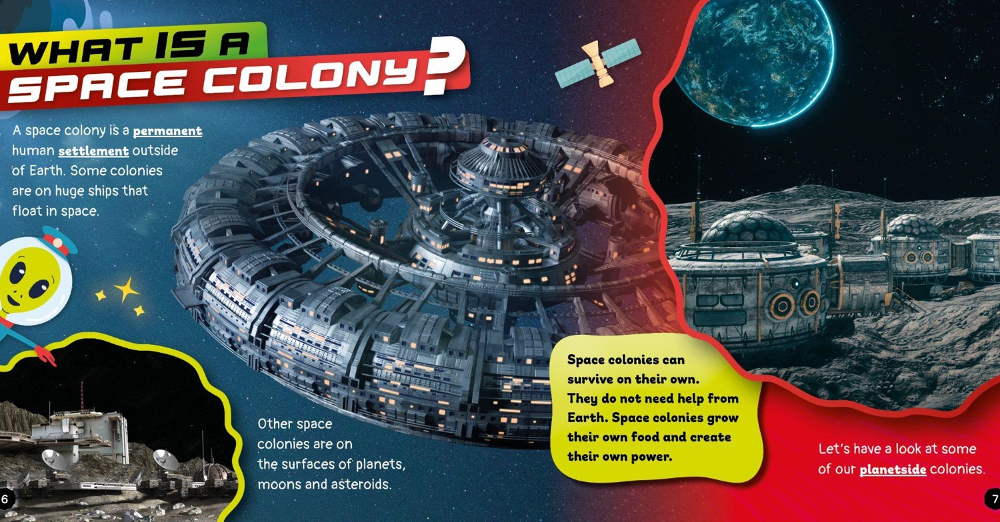 WHAT IS A
SPACE COLONY?
A space colony is a permanent
human settlement outside
of Earth. Some colonies
are on huge ships that
float in space.
Other space
colonies are on
the surfaces of planets,
moons and asteroids.
6
Space colonies can
survive on their own.
They do not need help from
Earth. Space colonies grow
their own food and create
their own power.
Let's have a look at some
of our planetside colonies.
7